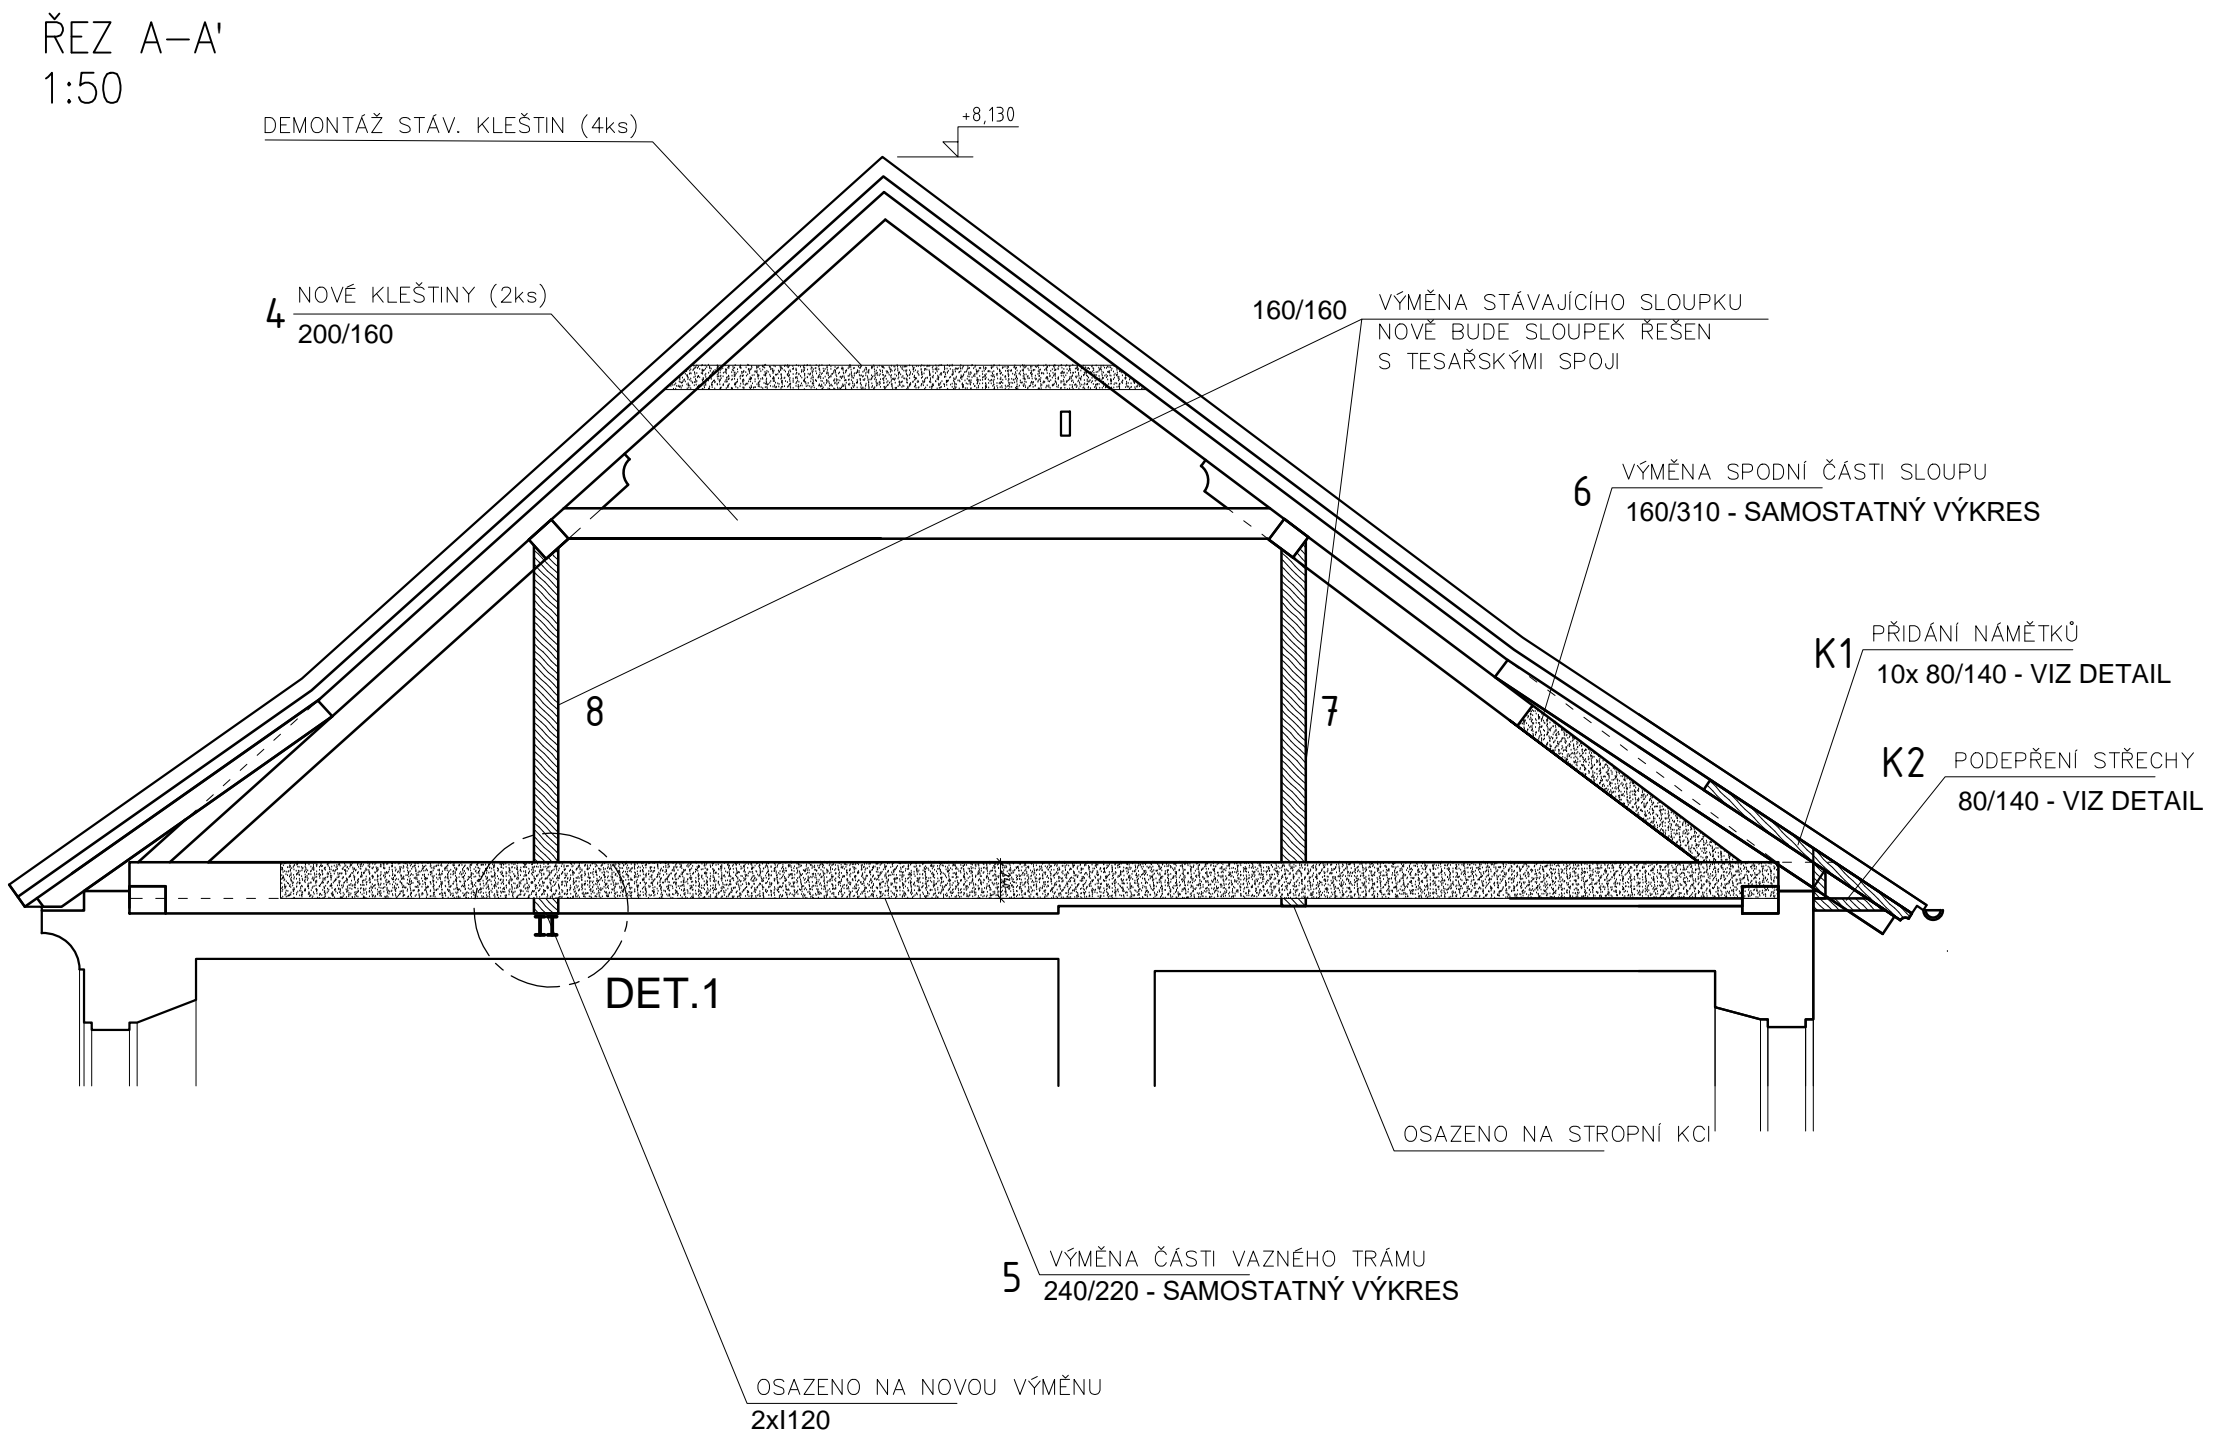 ŘEZ A–A'
1:50
DEMONTÁŽ STÁV. KLEŠTIN (4ks)
+8,130
4
NOVÉ KLEŠTINY (2ks)
200/160
160/160
VÝMĚNA STÁVAJÍCÍHO SLOUPKU
NOVĚ BUDE SLOUPEK ŘEŠEN
S TESAŘSKÝMI SPOJI
6
VÝMĚNA SPODNÍ ČÁSTI SLOUPU
160/310 - SAMOSTATNÝ VÝKRES
K1
PŘIDÁNÍ NÁMĚTKŮ
10x 80/140 - VIZ DETAIL
8
7
K2
PODEPŘENÍ STŘECHY
80/140 - VIZ DETAIL
DET.1
OSAZENO NA STROPNÍ KCI
5
VÝMĚNA ČÁSTI VAZNÉHO TRÁMU
240/220 - SAMOSTATNÝ VÝKRES
OSAZENO NA NOVOU VÝMĚNU
2xI120